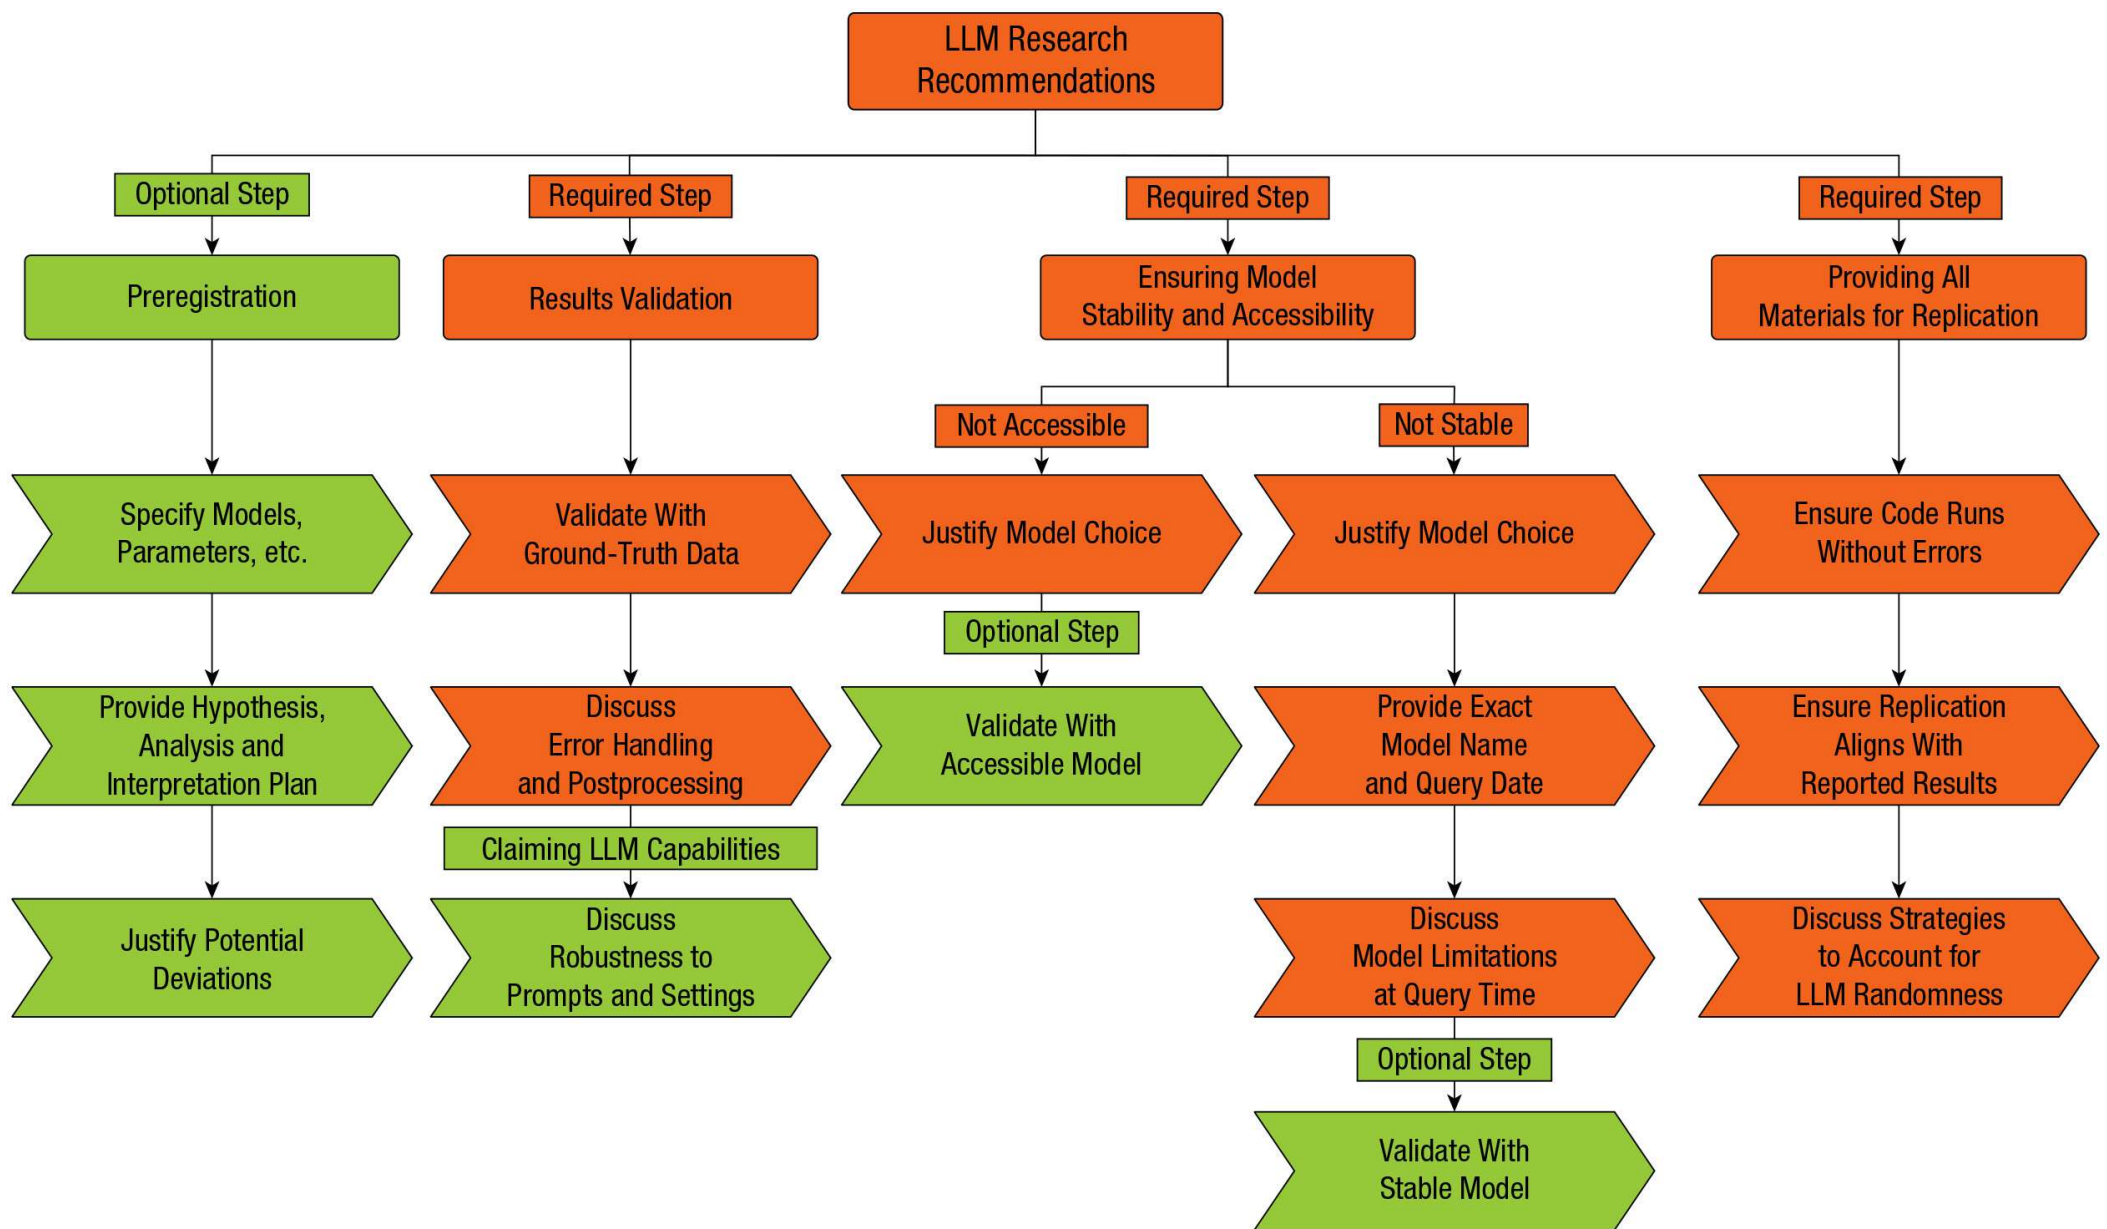 LLM Research
Recommendations
Optional Step
Required Step
Required Step
Required Step
Preregistration
Results Validation
Ensuring Model
Stability and Accessibility
Providing All
Materials for Replication
Not Accessible
Not Stable
Specify Models,
Parameters, etc.
Validate With
Ground-Truth Data
Justify Model Choice
Justify Model Choice
Ensure Code Runs
Without Errors
Optional Step
Provide Hypothesis,
Analysis and
Interpretation Plan
Discuss
Error Handling
and Postprocessing
Validate With
Accessible Model
Provide Exact
Model Name
and Query Date
Ensure Replication
Aligns With
Reported Results
Claiming LLM Capabilities
Justify Potential
Deviations
Discuss
Robustness to
Prompts and Settings
Discuss
Model Limitations
at Query Time
Discuss Strategies
to Account for
LLM Randomness
Optional Step
Validate With
Stable Model